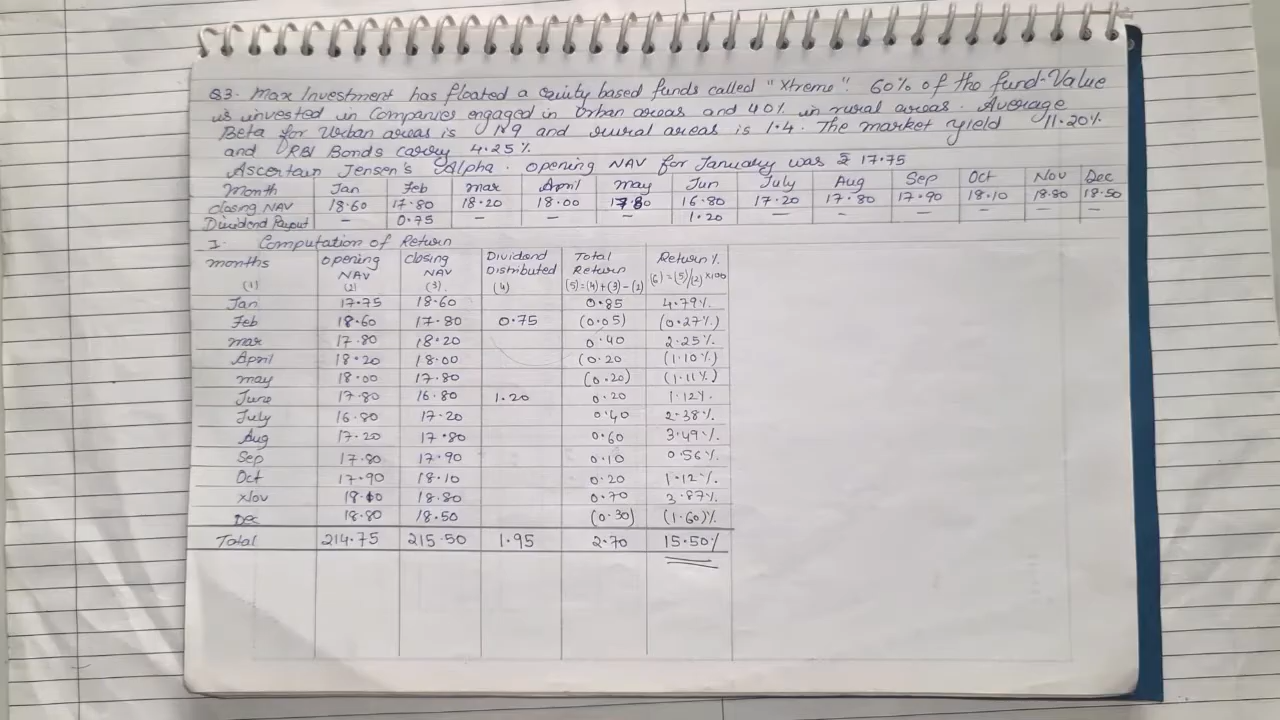 Q3. Max Investment has floated a equity based funds called "Xtreme". 60% of the fund-Value
is invested in Companies engaged in Urban areas and 40% in rural areas. Average
Beta for Urban areas is 1.9 and rural areas is 1.4. The market yield 11.20%
and RBI Bonds carry 4.25%
Ascertain Jensen's Alpha. opening NAV for January was ₹ 17.75
Month Jan Feb mar April may Jun July Aug Sep Oct Nov Dec
closing NAV 18.60 17.80 18.20 18.00 17.80 16.80 17.20 17.80 17.90 18.10 18.80 18.50
Dividend Payout – 0.75 – – – 1.20 – – – – – –
I. Computation of Return
months opening NAV closing NAV Dividend Distributed Total Return Return %
(1) (2) (3) (4) (5)=(4)+(3)-(2) (6)=(5)/(2)×100
Jan 17.75 18.60 0.85 4.79%
Feb 18.60 17.80 0.75 (0.05) (0.27%)
mar 17.80 18.20 0.40 2.25%
April 18.20 18.00 (0.20 (1.10%)
may 18.00 17.80 (0.20) (1.11%)
June 17.80 16.80 1.20 0.20 1.12%
July 16.80 17.20 0.40 2.38%
Aug 17.20 17.80 0.60 3.49%
Sep 17.80 17.90 0.10 0.56%
Oct 17.90 18.10 0.20 1.12%
Nov 18.10 18.80 0.70 3.87%
Dec 18.80 18.50 (0.30) (1.60)%
Total 214.75 215.50 1.95 2.70 15.50%